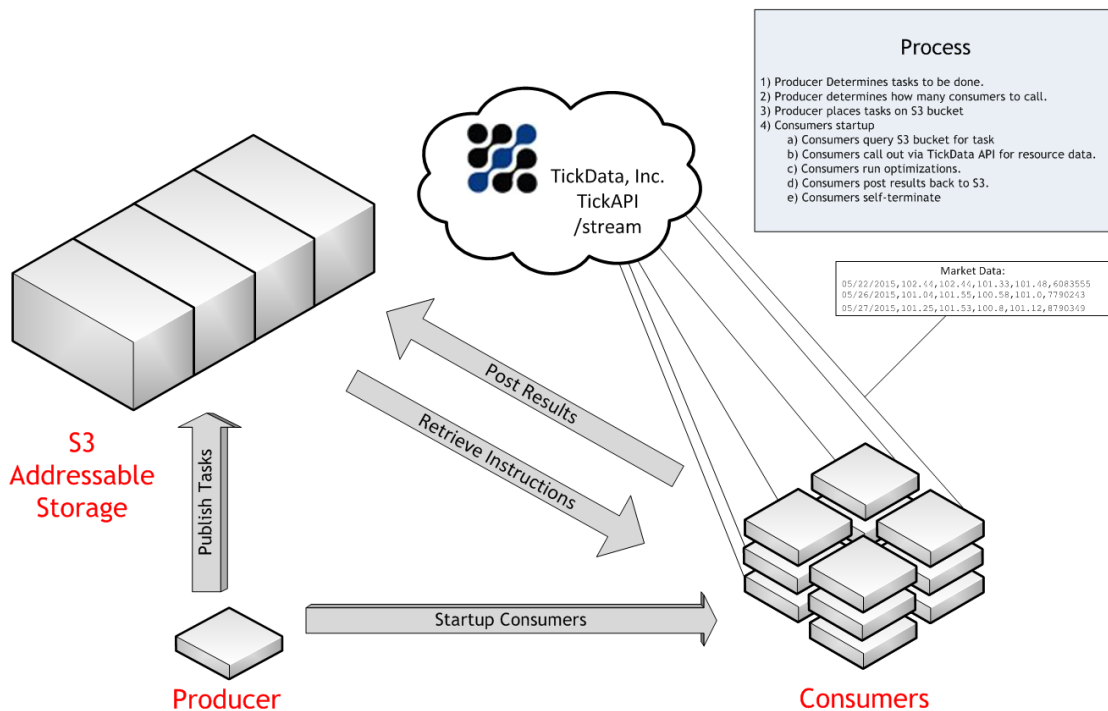 Process
1) Producer Determines tasks to be done.
2) Producer determines how many consumers to call.
3) Producer places tasks on S3 bucket
4) Consumers startup
a) Consumers query S3 bucket for task
b) Consumers call out via TickData API for resource data.
c) Consumers run optimizations.
d) Consumers post results back to S3.
e) Consumers self-terminate
TickData, Inc.
TickAPI
/stream
Market Data:
05/22/2015,102.44,102.44,101.33,101.48,6083555
05/26/2015,101.04,101.55,100.58,101.0,7790243
05/27/2015,101.25,101.53,100.8,101.12,8790349
Post Results
Retrieve Instructions
S3
Addressable
Storage
Publish Tasks
Startup Consumers
Producer
Consumers